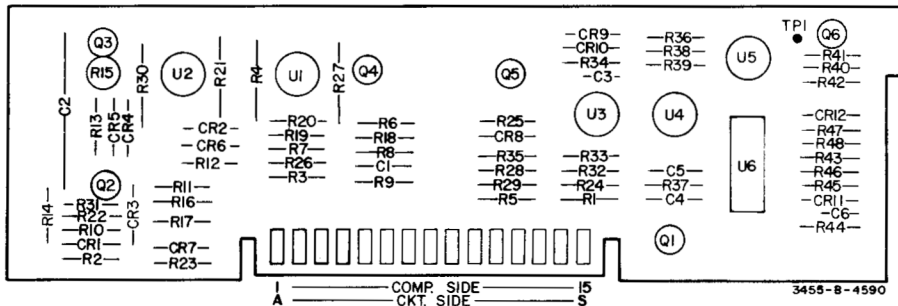 Q3
R15
R30
C2
R13
CR5
CR4
Q2
R14
R31
R22
R10
CR1
R2
CR3
U2
R21
CR2
CR6
R12
R11
R16
R17
CR7
R23
R4
U1
R27
R20
R19
R7
R26
R3
Q4
R6
R18
R8
C1
R9
Q5
R25
CR8
R35
R28
R29
R5
CR9
CR10
R34
C3
U3
R33
R32
R24
R1
R36
R38
R39
U4
C5
R37
C4
Q1
U5
U6
TP1
Q6
R41
R40
R42
CR12
R47
R48
R43
R46
R45
CR11
C6
R44
1 COMP. SIDE 15
A CKT. SIDE S
3455-B-4590